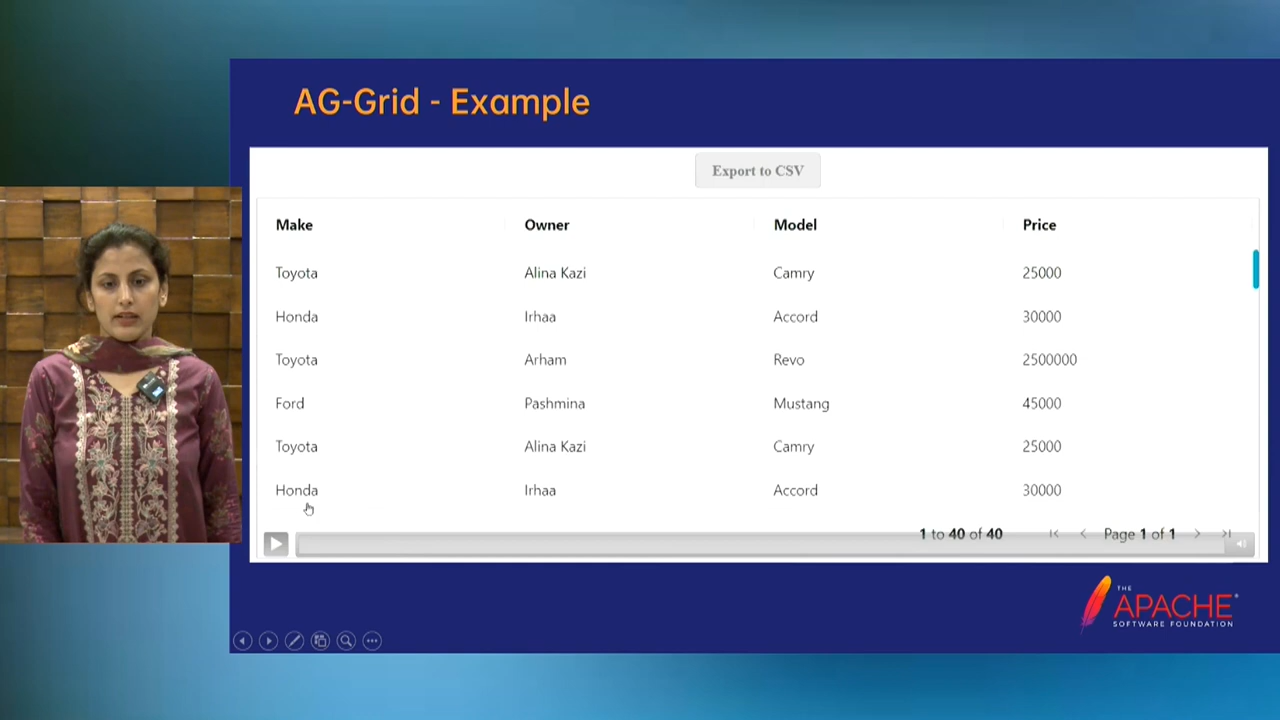 AG-Grid - Example
Export to CSV
Make Owner Model Price
Toyota Alina Kazi Camry 25000
Honda Irhaa Accord 30000
Toyota Arham Revo 2500000
Ford Pashmina Mustang 45000
Toyota Alina Kazi Camry 25000
Honda Irhaa Accord 30000
1 to 40 of 40 Page 1 of 1
THE
APACHE
SOFTWARE FOUNDATION